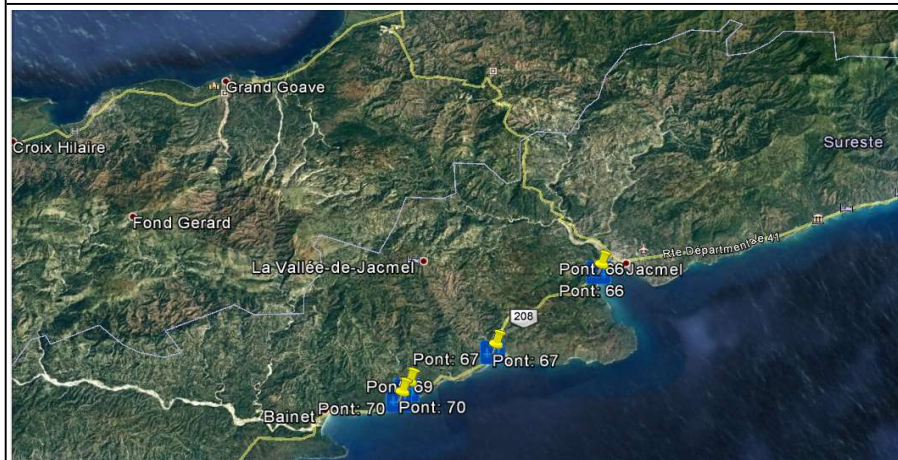 Grand Goave
Croix Hilaire
Sureste
Fond Gerard
Rte Départmentale 41
La Vallée-de-Jacmel
Pont: 66 Jacmel
Pont: 66
208
Pont: 67 Pont: 67
Pont: 69
Bainet Pont: 70 Pont: 70